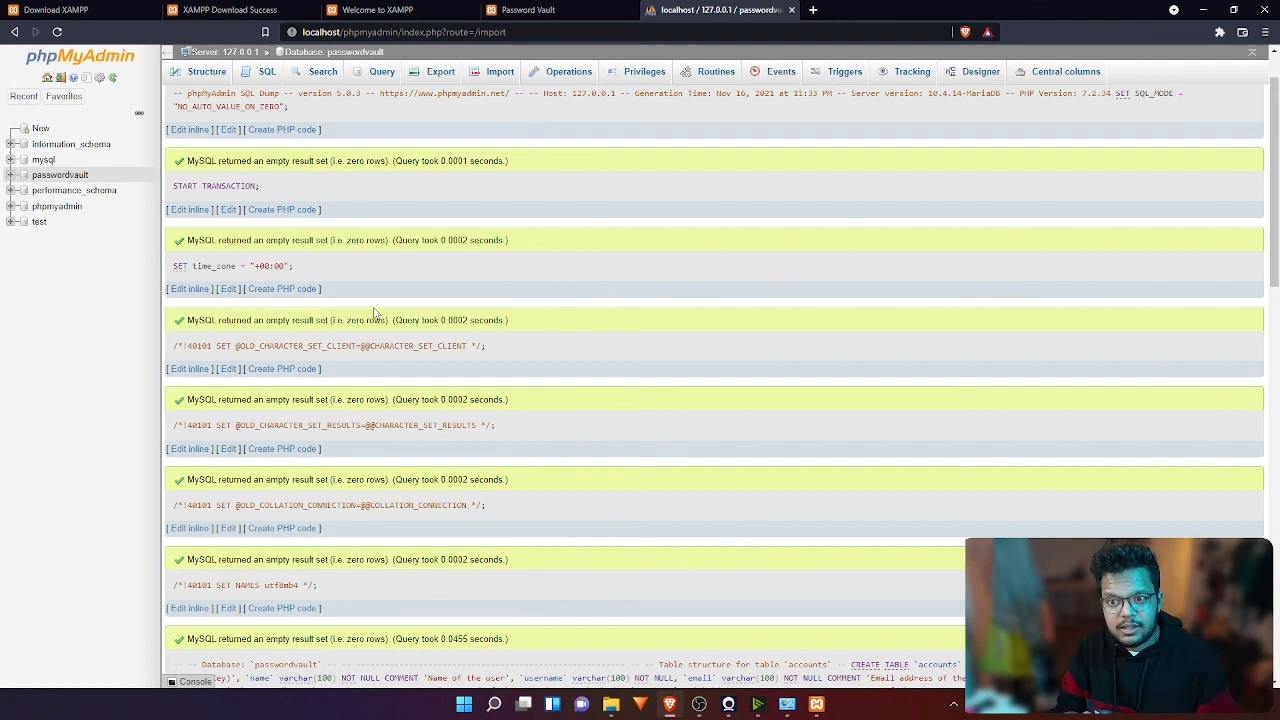 Download XAMPP
XAMPP Download Success
Welcome to XAMPP
Password Vault
localhost / 127.0.0.1 / passwordv
localhost/phpmyadmin/index.php?route=/import
phpMyAdmin
Recent
Favorites
New
information_schema
mysql
passwordvault
performance_schema
phpmyadmin
test
Server: 127.0.0.1 » Database: passwordvault
Structure
SQL
Search
Query
Export
Import
Operations
Privileges
Routines
Events
Triggers
Tracking
Designer
Central columns
-- phpMyAdmin SQL Dump -- version 5.0.3 -- https://www.phpmyadmin.net/ -- -- Host: 127.0.0.1 -- Generation Time: Nov 16, 2021 at 11:33 PM -- Server version: 10.4.14-MariaDB -- PHP Version: 7.2.34 SET SQL_MODE =
"NO_AUTO_VALUE_ON_ZERO";
[ Edit inline ] [ Edit ] [ Create PHP code ]
MySQL returned an empty result set (i.e. zero rows). (Query took 0.0001 seconds.)
START TRANSACTION;
[ Edit inline ] [ Edit ] [ Create PHP code ]
MySQL returned an empty result set (i.e. zero rows). (Query took 0.0002 seconds.)
SET time_zone = "+00:00";
[ Edit inline ] [ Edit ] [ Create PHP code ]
MySQL returned an empty result set (i.e. zero rows). (Query took 0.0002 seconds.)
/*!40101 SET @OLD_CHARACTER_SET_CLIENT=@@CHARACTER_SET_CLIENT */;
[ Edit inline ] [ Edit ] [ Create PHP code ]
MySQL returned an empty result set (i.e. zero rows). (Query took 0.0002 seconds.)
/*!40101 SET @OLD_CHARACTER_SET_RESULTS=@@CHARACTER_SET_RESULTS */;
[ Edit inline ] [ Edit ] [ Create PHP code ]
MySQL returned an empty result set (i.e. zero rows). (Query took 0.0002 seconds.)
/*!40101 SET @OLD_COLLATION_CONNECTION=@@COLLATION_CONNECTION */;
[ Edit inline ] [ Edit ] [ Create PHP code ]
MySQL returned an empty result set (i.e. zero rows). (Query took 0.0002 seconds.)
/*!40101 SET NAMES utf8mb4 */;
[ Edit inline ] [ Edit ] [ Create PHP code ]
MySQL returned an empty result set (i.e. zero rows). (Query took 0.0455 seconds.)
-- -- Database: `passwordvault` -- -- -------------------------------------------------------- -- -- Table structure for table `accounts` -- CREATE TABLE `accounts`
key)', `name` varchar(100) NOT NULL COMMENT 'Name of the user', `username` varchar(100) NOT NULL, `email` varchar(100) NOT NULL COMMENT 'Email address of the
Console